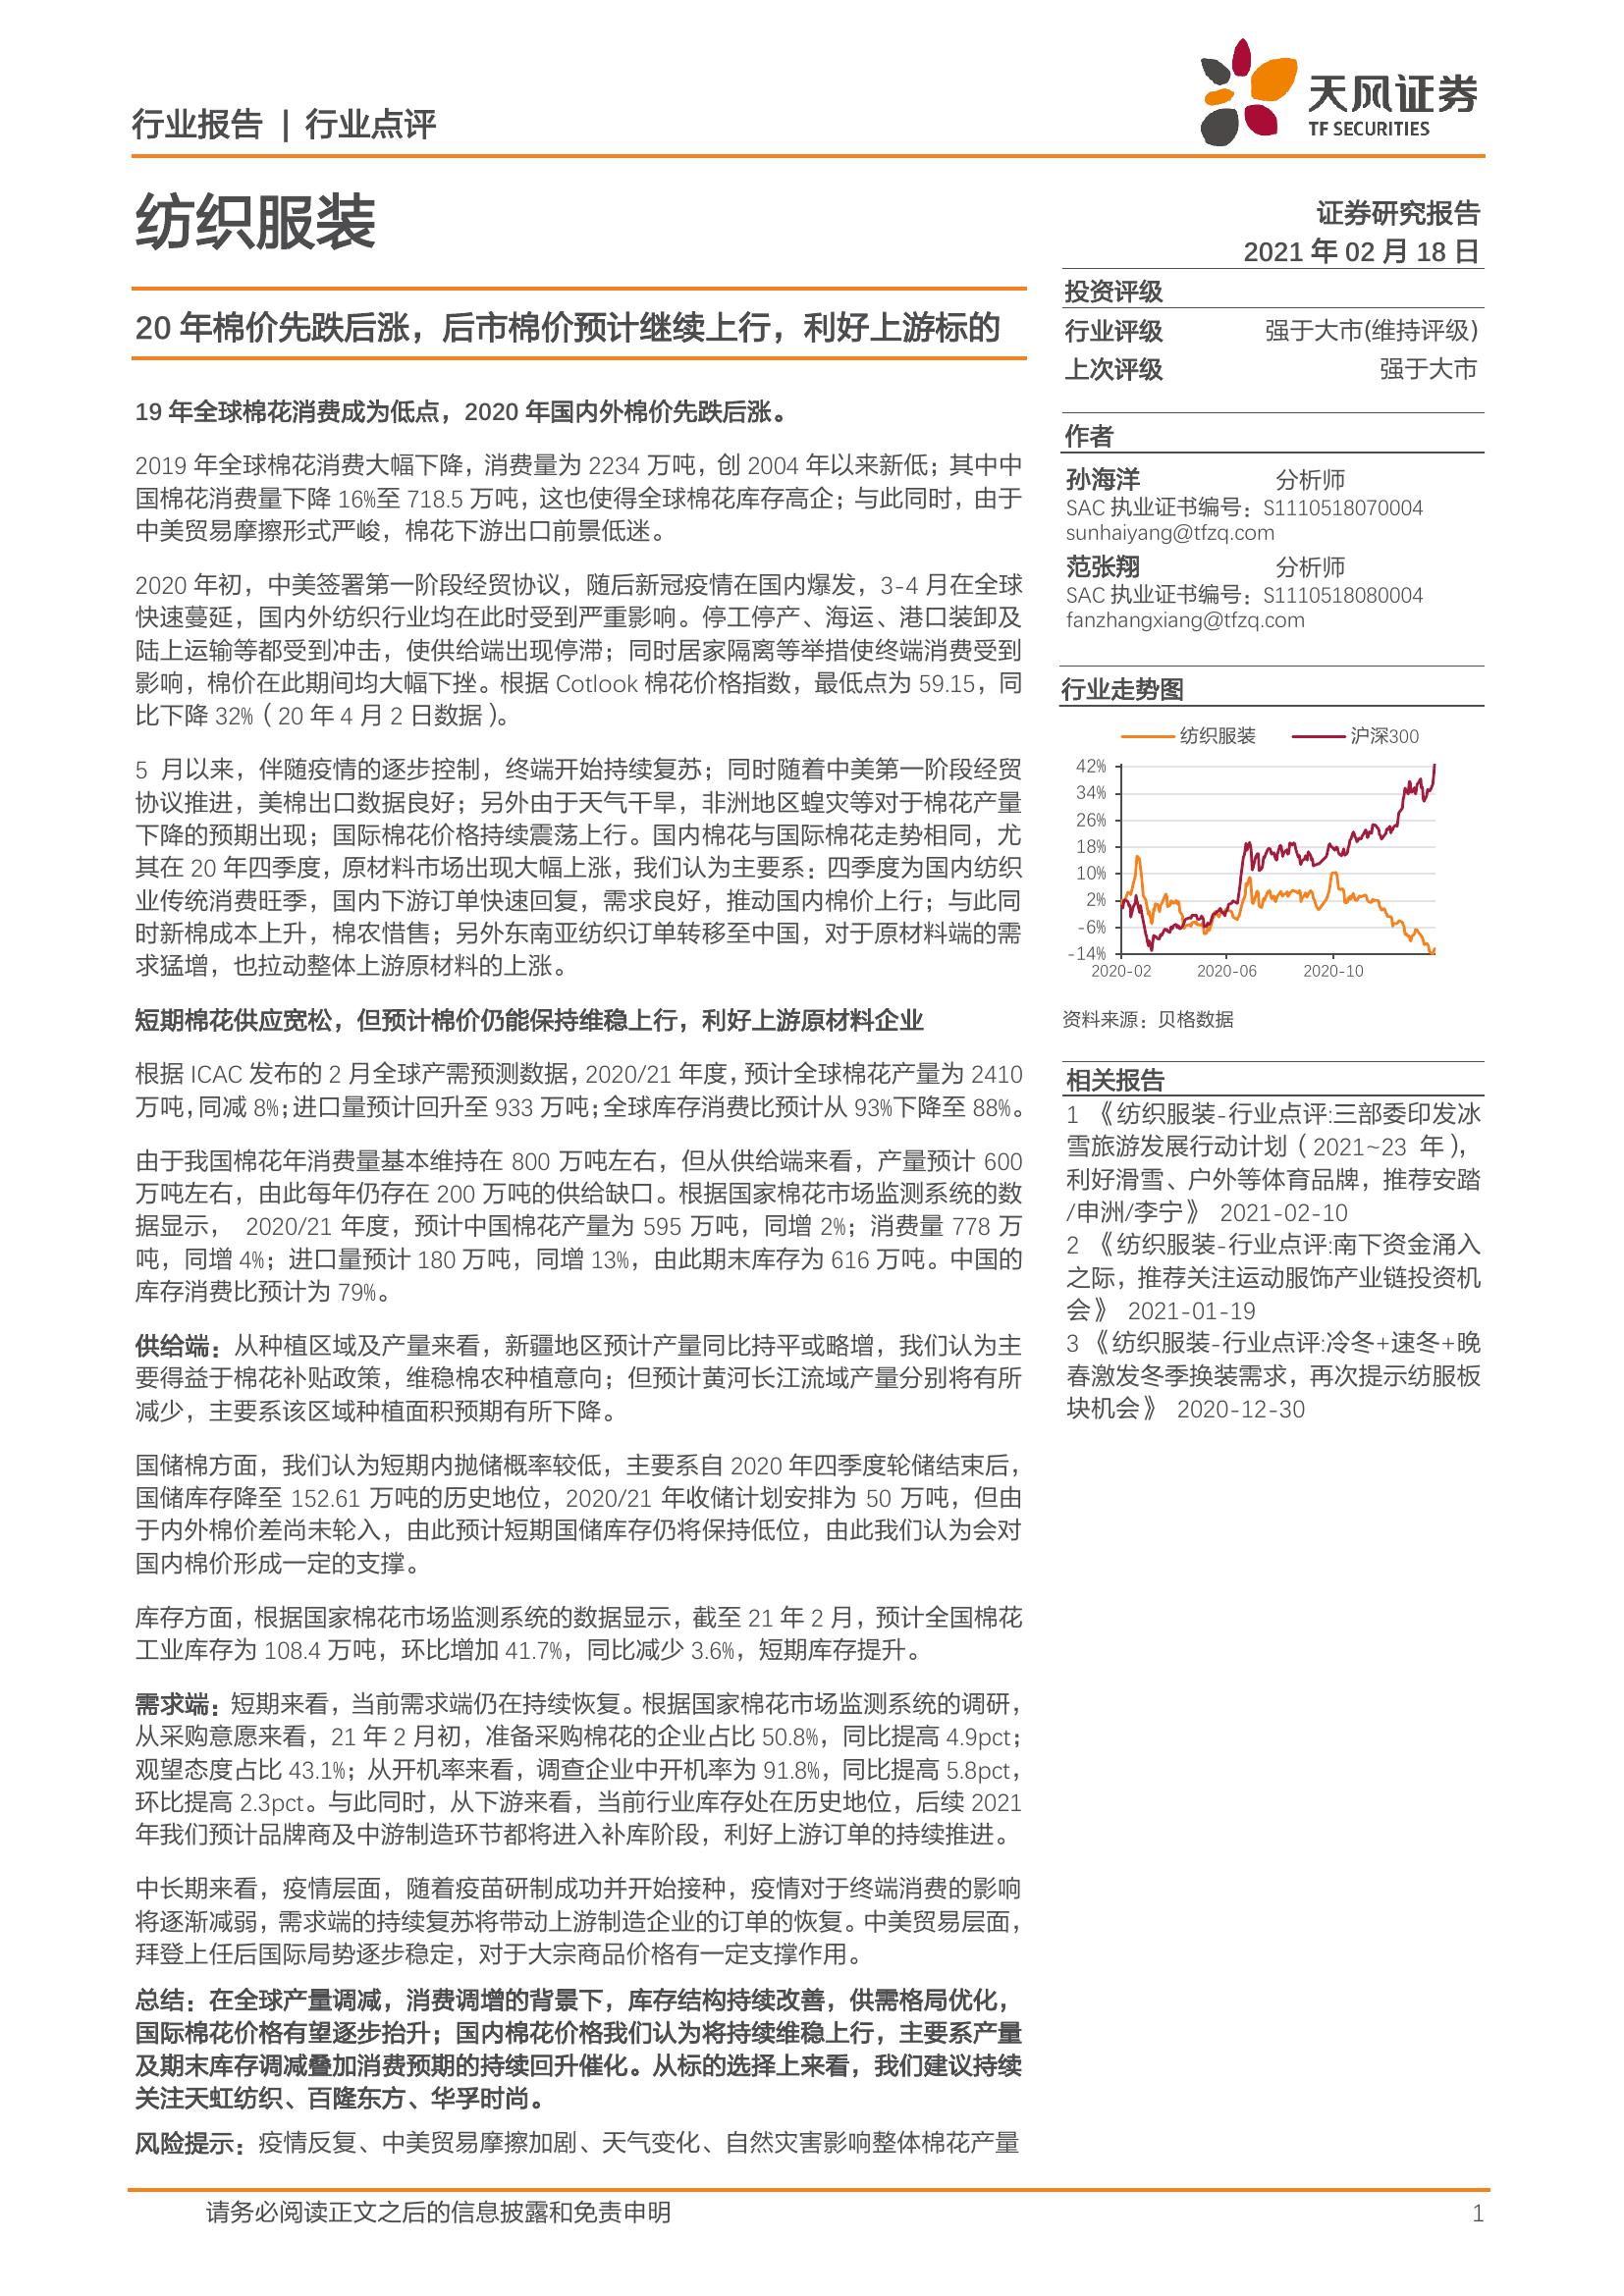 行业报告 | 行业点评
天风证券
TF SECURITIES
纺织服装
证券研究报告
2021 年 02 月 18 日
20 年棉价先跌后涨，后市棉价预计继续上行，利好上游标的
19 年全球棉花消费成为低点，2020 年国内外棉价先跌后涨。
2019 年全球棉花消费大幅下降，消费量为 2234 万吨，创 2004 年以来新低；其中中
国棉花消费量下降 16%至 718.5 万吨，这也使得全球棉花库存高企；与此同时，由于
中美贸易摩擦形式严峻，棉花下游出口前景低迷。
2020 年初，中美签署第一阶段经贸协议，随后新冠疫情在国内爆发，3-4 月在全球
快速蔓延，国内外纺织行业均在此时受到严重影响。停工停产、海运、港口装卸及
陆上运输等都受到冲击，使供给端出现停滞；同时居家隔离等举措使终端消费受到
影响，棉价在此期间均大幅下挫。根据 Cotlook 棉花价格指数，最低点为 59.15，同
比下降 32%（20 年 4 月 2 日数据）。
5 月以来，伴随疫情的逐步控制，终端开始持续复苏；同时随着中美第一阶段经贸
协议推进，美棉出口数据良好；另外由于天气干旱，非洲地区蝗灾等对于棉花产量
下降的预期出现；国际棉花价格持续震荡上行。国内棉花与国际棉花走势相同，尤
其在 20 年四季度，原材料市场出现大幅上涨，我们认为主要系：四季度为国内纺织
业传统消费旺季，国内下游订单快速回复，需求良好，推动国内棉价上行；与此同
时新棉成本上升，棉农惜售；另外东南亚纺织订单转移至中国，对于原材料端的需
求猛增，也拉动整体上游原材料的上涨。
短期棉花供应宽松，但预计棉价仍能保持维稳上行，利好上游原材料企业
根据 ICAC 发布的 2 月全球产需预测数据，2020/21 年度，预计全球棉花产量为 2410
万吨，同减 8%；进口量预计回升至 933 万吨；全球库存消费比预计从 93%下降至 88%。
由于我国棉花年消费量基本维持在 800 万吨左右，但从供给端来看，产量预计 600
万吨左右，由此每年仍存在 200 万吨的供给缺口。根据国家棉花市场监测系统的数
据显示， 2020/21 年度，预计中国棉花产量为 595 万吨，同增 2%；消费量 778 万
吨，同增 4%；进口量预计 180 万吨，同增 13%，由此期末库存为 616 万吨。中国的
库存消费比预计为 79%。
供给端：从种植区域及产量来看，新疆地区预计产量同比持平或略增，我们认为主
要得益于棉花补贴政策，维稳棉农种植意向；但预计黄河长江流域产量分别将有所
减少，主要系该区域种植面积预期有所下降。
国储棉方面，我们认为短期内抛储概率较低，主要系自 2020 年四季度轮储结束后，
国储库存降至 152.61 万吨的历史地位，2020/21 年收储计划安排为 50 万吨，但由
于内外棉价差尚未轮入，由此预计短期国储库存仍将保持低位，由此我们认为会对
国内棉价形成一定的支撑。
库存方面，根据国家棉花市场监测系统的数据显示，截至 21 年 2 月，预计全国棉花
工业库存为 108.4 万吨，环比增加 41.7%，同比减少 3.6%，短期库存提升。
需求端：短期来看，当前需求端仍在持续恢复。根据国家棉花市场监测系统的调研，
从采购意愿来看，21 年 2 月初，准备采购棉花的企业占比 50.8%，同比提高 4.9pct；
观望态度占比 43.1%；从开机率来看，调查企业中开机率为 91.8%，同比提高 5.8pct，
环比提高 2.3pct。与此同时，从下游来看，当前行业库存处在历史地位，后续 2021
年我们预计品牌商及中游制造环节都将进入补库阶段，利好上游订单的持续推进。
中长期来看，疫情层面，随着疫苗研制成功并开始接种，疫情对于终端消费的影响
将逐渐减弱，需求端的持续复苏将带动上游制造企业的订单的恢复。中美贸易层面，
拜登上任后国际局势逐步稳定，对于大宗商品价格有一定支撑作用。
总结：在全球产量调减，消费调增的背景下，库存结构持续改善，供需格局优化，
国际棉花价格有望逐步抬升；国内棉花价格我们认为将持续维稳上行，主要系产量
及期末库存调减叠加消费预期的持续回升催化。从标的选择上来看，我们建议持续
关注天虹纺织、百隆东方、华孚时尚。
风险提示：疫情反复、中美贸易摩擦加剧、天气变化、自然灾害影响整体棉花产量
投资评级
行业评级 强于大市(维持评级)
上次评级 强于大市
作者
孙海洋 分析师
SAC 执业证书编号：S1110518070004
sunhaiyang@tfzq.com
范张翔 分析师
SAC 执业证书编号：S1110518080004
fanzhangxiang@tfzq.com
行业走势图
纺织服装 沪深300
42%
34%
26%
18%
10%
2%
-6%
-14%
2020-02 2020-06 2020-10
资料来源：贝格数据
相关报告
1 《纺织服装-行业点评:三部委印发冰
雪旅游发展行动计划（2021~23 年），
利好滑雪、户外等体育品牌，推荐安踏
/申洲/李宁》 2021-02-10
2 《纺织服装-行业点评:南下资金涌入
之际，推荐关注运动服饰产业链投资机
会》 2021-01-19
3 《纺织服装-行业点评:冷冬+速冬+晚
春激发冬季换装需求，再次提示纺服板
块机会》 2020-12-30
请务必阅读正文之后的信息披露和免责申明 1